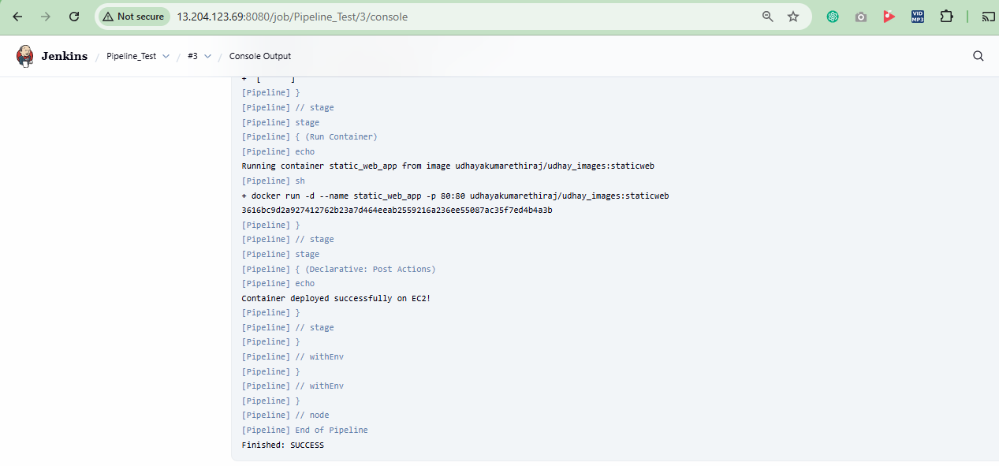 Not secure 13.204.123.69:8080/job/Pipeline_Test/3/console
VID
MP3
Jenkins / Pipeline_Test / #3 / Console Output
+ [ ]
[Pipeline] }
[Pipeline] // stage
[Pipeline] stage
[Pipeline] { (Run Container)
[Pipeline] echo
Running container static_web_app from image udhayakumarethiraj/udhay_images:staticweb
[Pipeline] sh
+ docker run -d --name static_web_app -p 80:80 udhayakumarethiraj/udhay_images:staticweb
3616bc9d2a927412762b23a7d464eeab2559216a236ee55087ac35f7ed4b4a3b
[Pipeline] }
[Pipeline] // stage
[Pipeline] stage
[Pipeline] { (Declarative: Post Actions)
[Pipeline] echo
Container deployed successfully on EC2!
[Pipeline] }
[Pipeline] // stage
[Pipeline] }
[Pipeline] // withEnv
[Pipeline] }
[Pipeline] // withEnv
[Pipeline] }
[Pipeline] // node
[Pipeline] End of Pipeline
Finished: SUCCESS